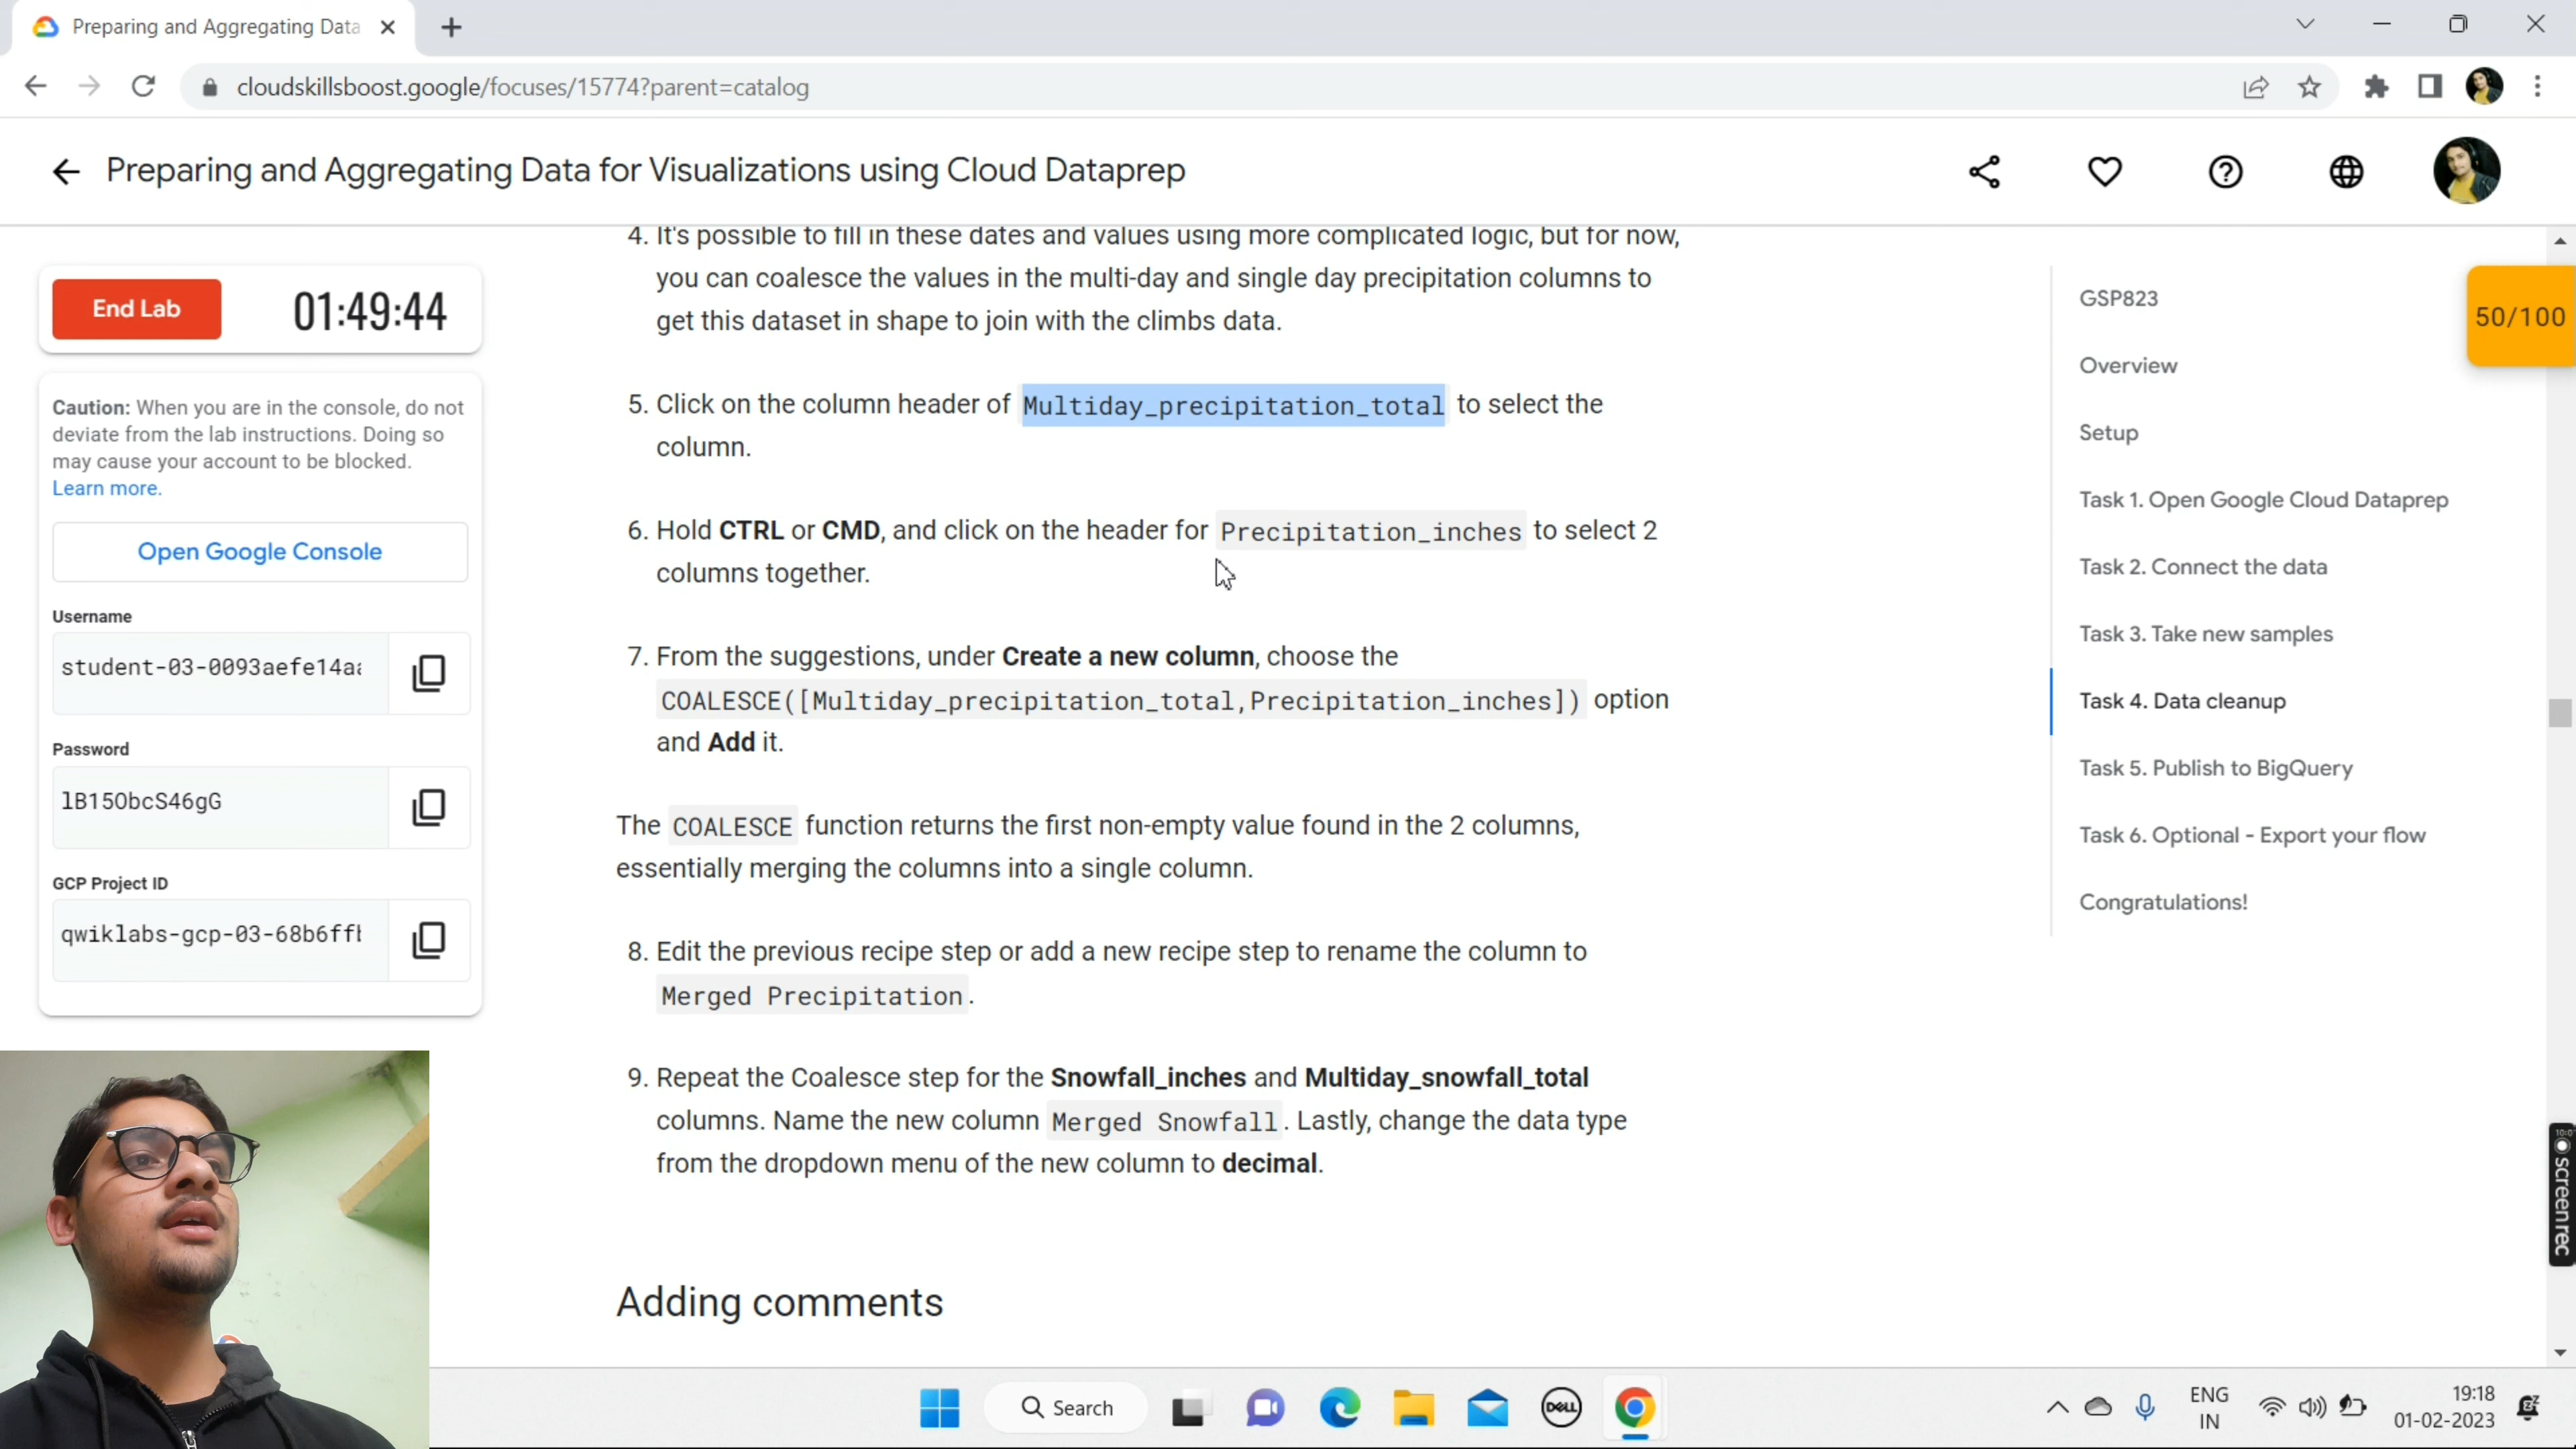 Preparing and Aggregating Data
cloudskillsboost.google/focuses/15774?parent=catalog
Preparing and Aggregating Data for Visualizations using Cloud Dataprep
End Lab
01:49:44
Caution: When you are in the console, do not
deviate from the lab instructions. Doing so
may cause your account to be blocked.
Learn more.
Open Google Console
Username
student-03-0093aefe14aa
Password
lB15ObcS46gG
GCP Project ID
qwiklabs-gcp-03-68b6ffb
4. It's possible to fill in these dates and values using more complicated logic, but for now,
you can coalesce the values in the multi-day and single day precipitation columns to
get this dataset in shape to join with the climbs data.
5. Click on the column header of Multiday_precipitation_total to select the
column.
6. Hold CTRL or CMD, and click on the header for Precipitation_inches to select 2
columns together.
7. From the suggestions, under Create a new column, choose the
COALESCE([Multiday_precipitation_total,Precipitation_inches]) option
and Add it.
The COALESCE function returns the first non-empty value found in the 2 columns,
essentially merging the columns into a single column.
8. Edit the previous recipe step or add a new recipe step to rename the column to
Merged Precipitation.
9. Repeat the Coalesce step for the Snowfall_inches and Multiday_snowfall_total
columns. Name the new column Merged Snowfall. Lastly, change the data type
from the dropdown menu of the new column to decimal.
Adding comments
GSP823
Overview
Setup
Task 1. Open Google Cloud Dataprep
Task 2. Connect the data
Task 3. Take new samples
Task 4. Data cleanup
Task 5. Publish to BigQuery
Task 6. Optional - Export your flow
Congratulations!
50/100
screenrec
Search
DELL
ENG
IN
19:18
01-02-2023